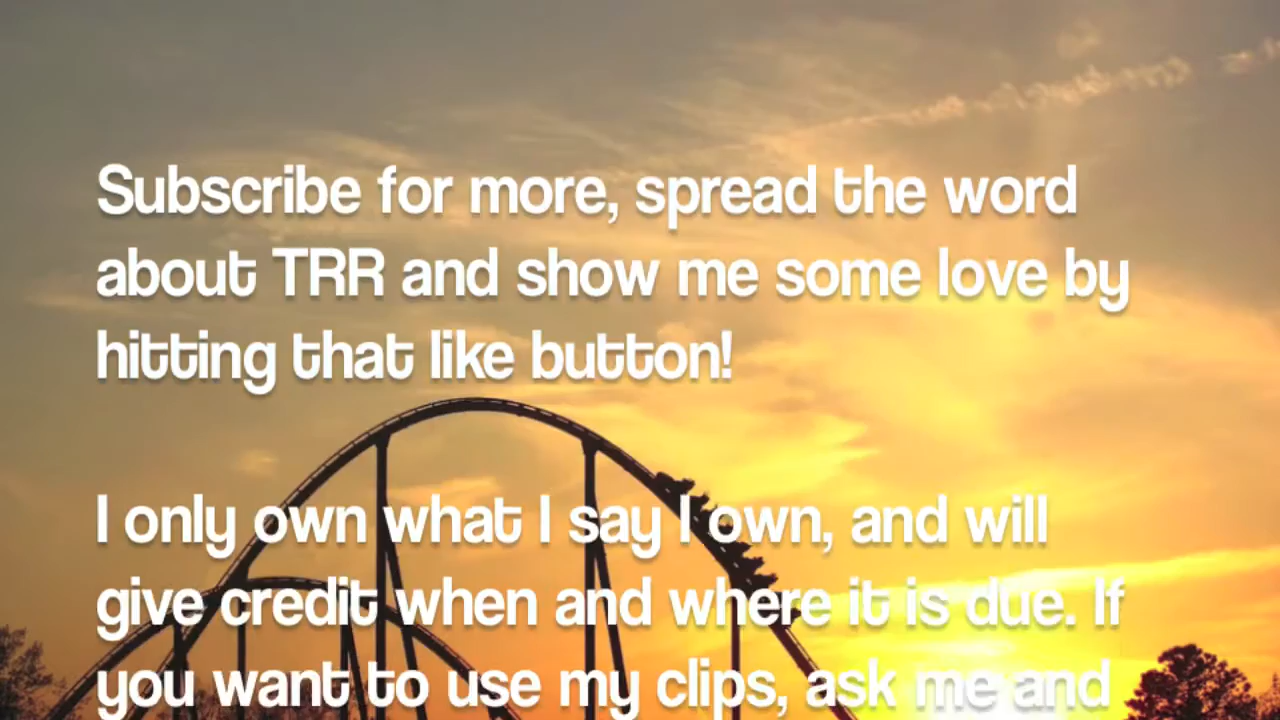 Subscribe for more, spread the word
about TRR and show me some love by
hitting that like button!
I only own what I say I own, and will
give credit when and where it is due. If
you want to use my clips, ask me and